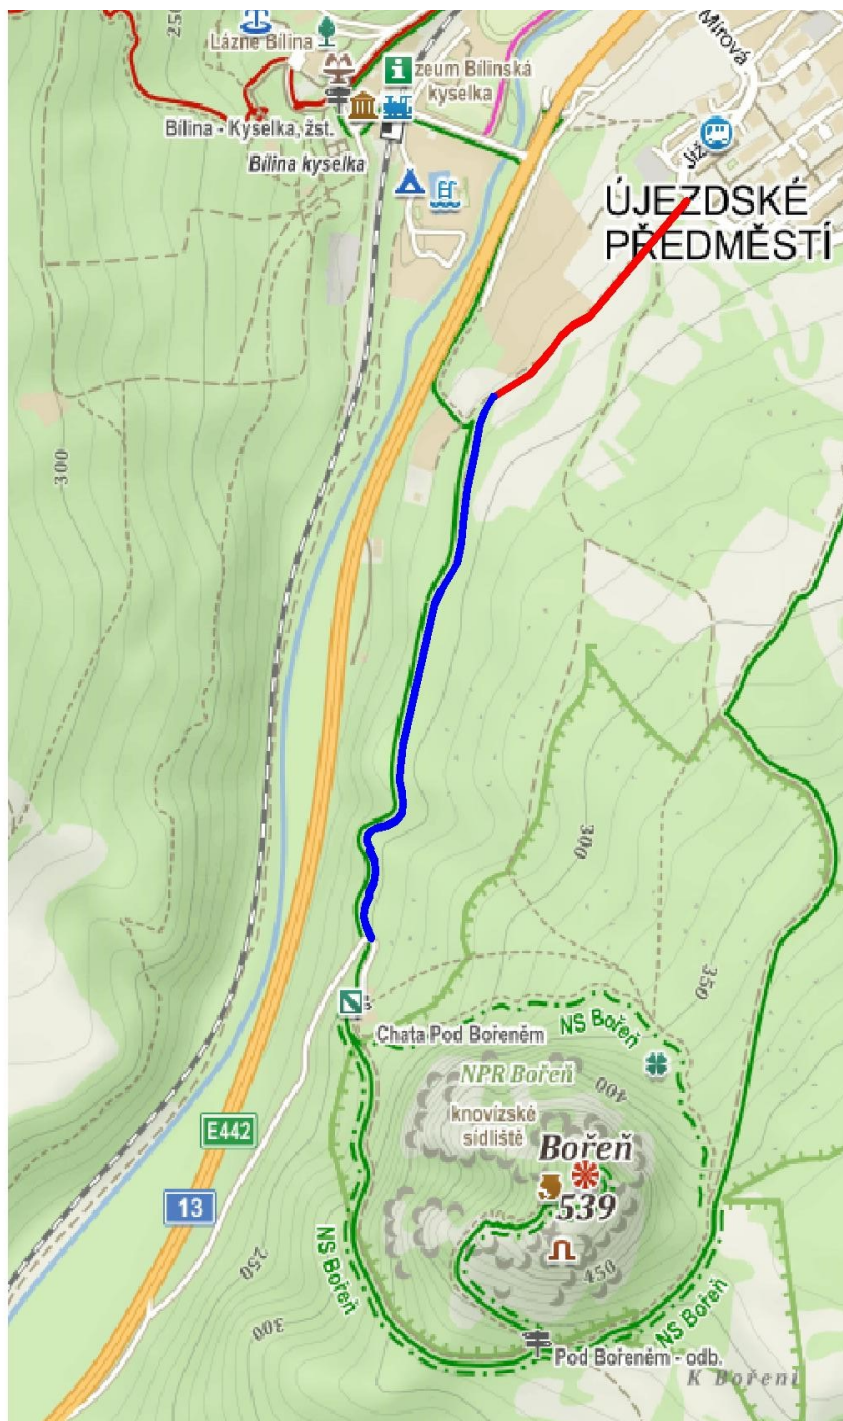 250
Lázně Bílina
Mírová
zeum Bílinská
kyselka
Bílina - Kyselka, žst.
Bílina kyselka
Již
ÚJEZDSKÉ
PŘEDMĚSTÍ
300
300
350
NS Bořeň
Chata Pod Bořeněm
NPR Bořeň
400
knovízské
sídliště
E442
Bořeň
539
13
NS Bořeň
250
450
300
NS Bořeň
Pod Bořeněm - odb.
K Bořeni